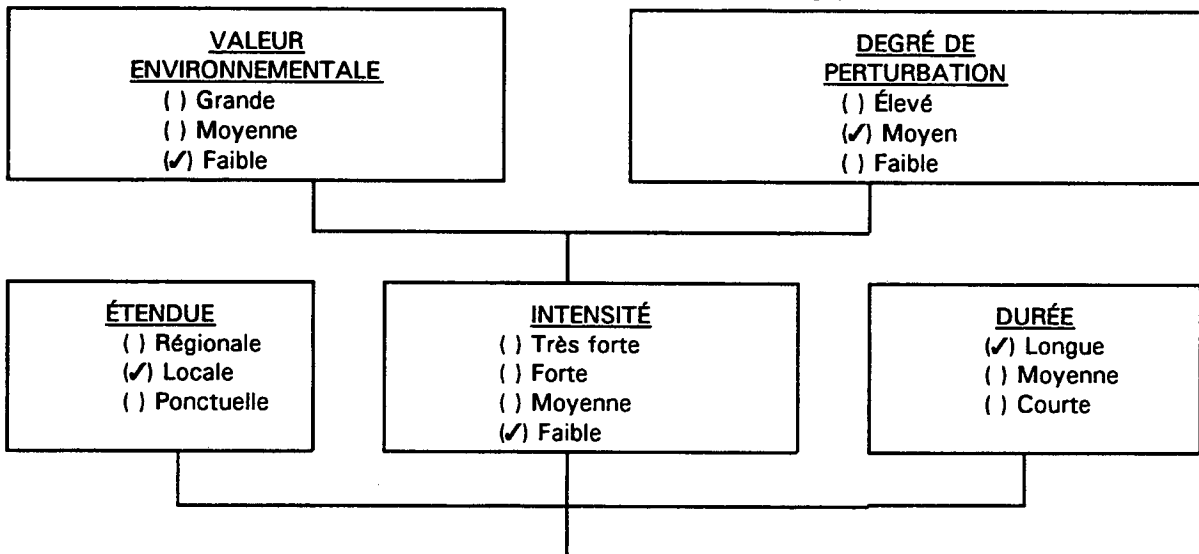 VALEUR
ENVIRONNEMENTALE
( ) Grande
( ) Moyenne
(✓) Faible
DEGRÉ DE
PERTURBATION
( ) Élevé
(✓) Moyen
( ) Faible
ÉTENDUE
( ) Régionale
(✓) Locale
( ) Ponctuelle
INTENSITÉ
( ) Très forte
( ) Forte
( ) Moyenne
(✓) Faible
DURÉE
(✓) Longue
( ) Moyenne
( ) Courte